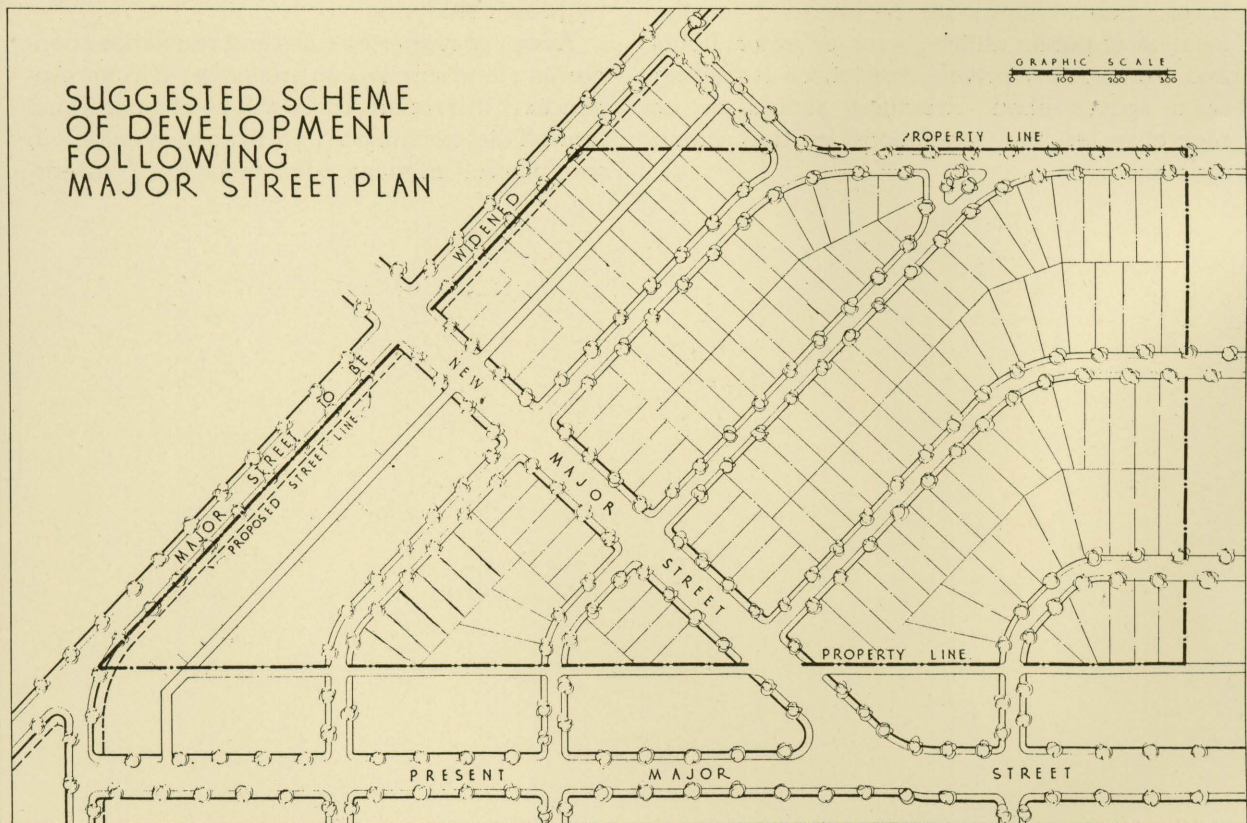 SUGGESTED SCHEME
OF DEVELOPMENT
FOLLOWING
MAJOR STREET PLAN
GRAPHIC SCALE
0 100 200 300
PROPERTY LINE
MAJOR STREET TO BE WIDENED
PROPOSED STREET LINE.
NEW MAJOR STREET
PROPERTY LINE.
PRESENT MAJOR STREET